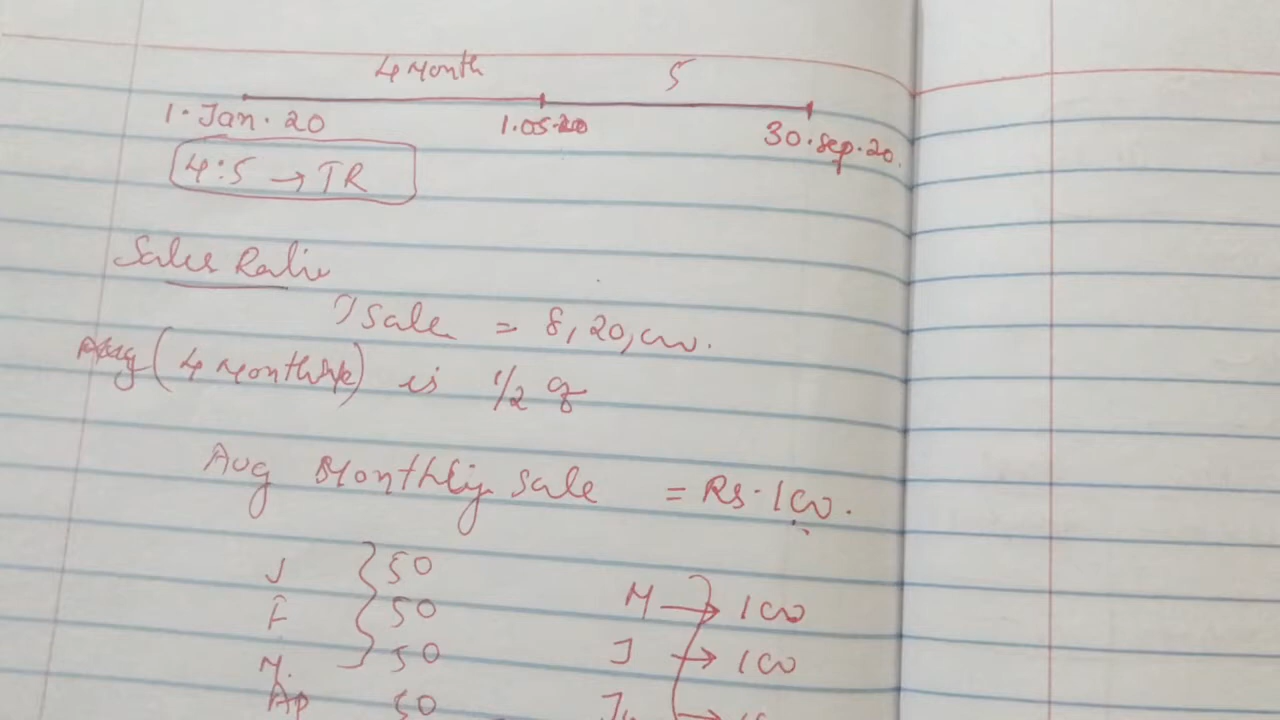 4 Month 5
1. Jan. 20 1.05.20 30. Sep. 20.
4:5 → TR
Sales Ratio
Sale = 8,20,000.
Avg (4 Months) is 1/2 of
Avg Monthly Sale = Rs. 100.
J } 50
F 50 M → 100
M. 50 J → 100
Ap 50 Ju →